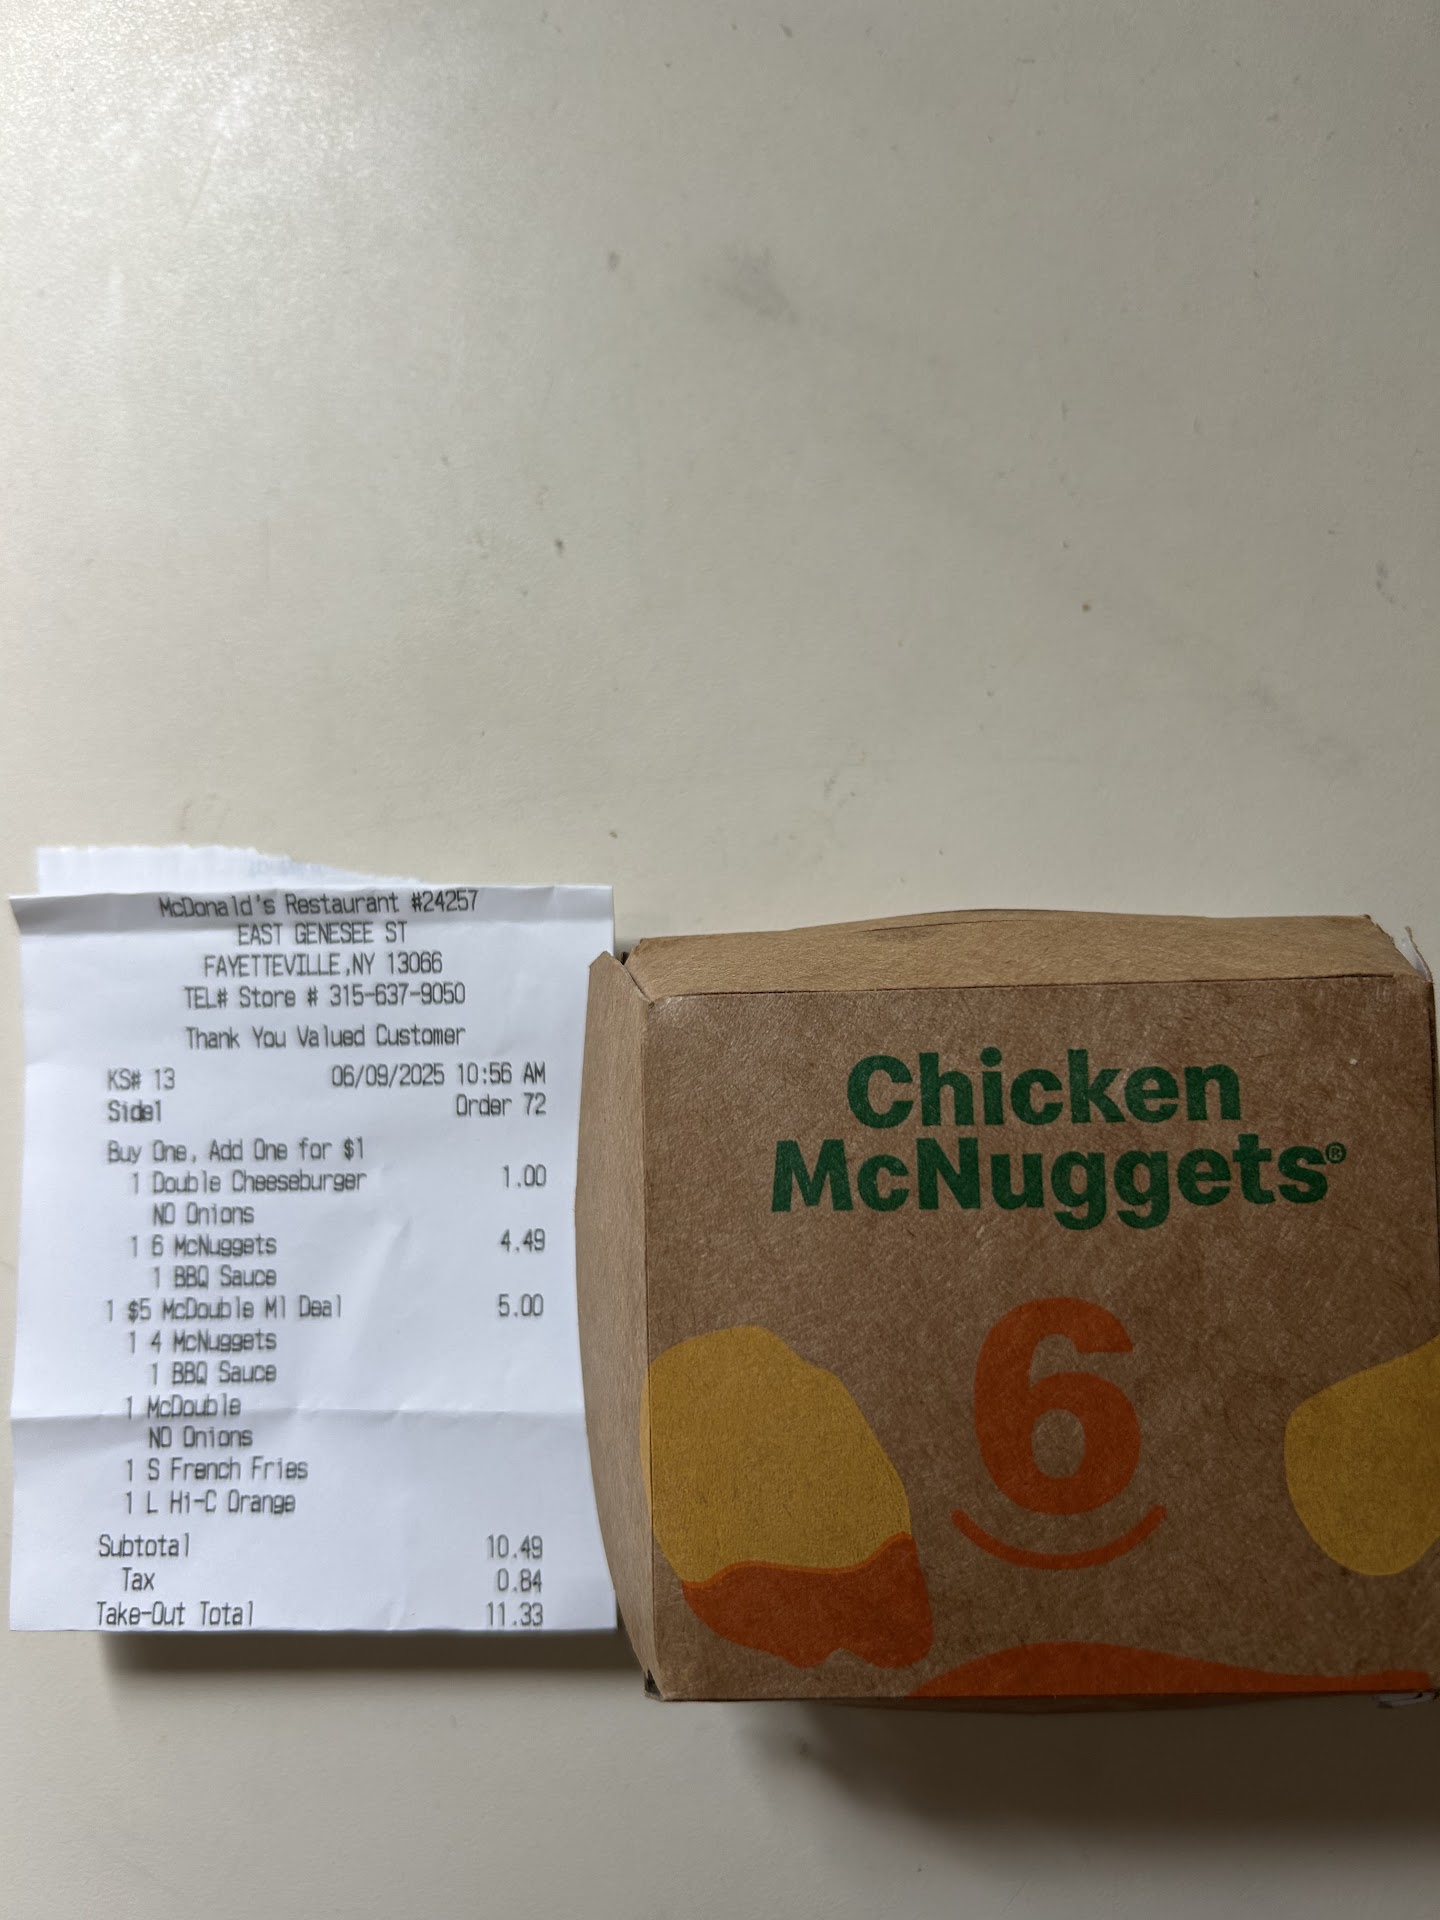 McDonald's Restaurant #24257
EAST GENESEE ST
FAYETTEVILLE,NY 13066
TEL# Store # 315-637-9050
Thank You Valued Customer
KS# 13 06/09/2025 10:56 AM
Side1 Order 72
Buy One, Add One for $1
1 Double Cheeseburger 1.00
NO Onions
1 6 McNuggets 4.49
1 BBQ Sauce
1 $5 McDouble Ml Deal 5.00
1 4 McNuggets
1 BBQ Sauce
1 McDouble
NO Onions
1 S French Fries
1 L Hi-C Orange
Subtotal 10.49
Tax 0.84
Take-Out Total 11.33
Chicken
McNuggets®
6